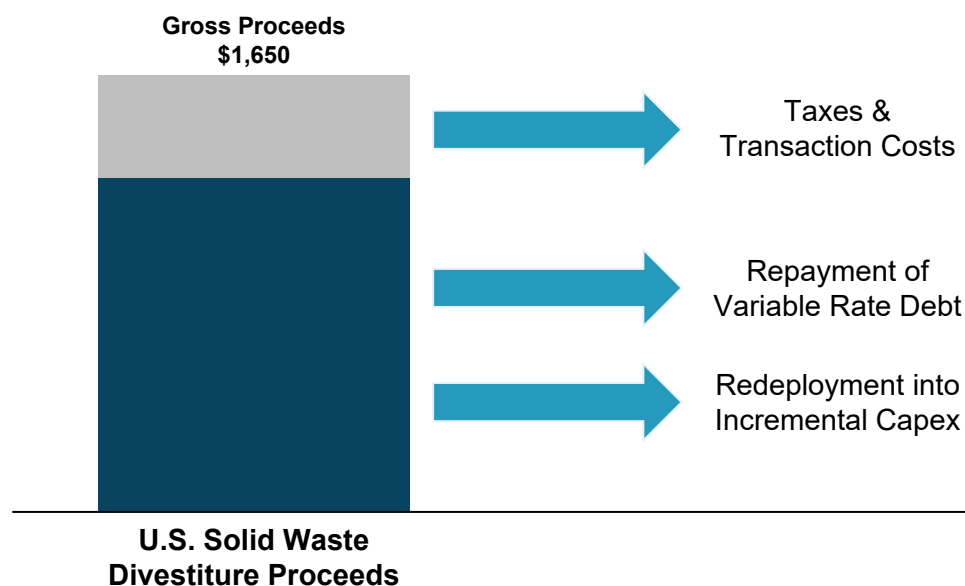 Gross Proceeds
$1,650
Taxes &
Transaction Costs
Repayment of
Variable Rate Debt
Redeployment into
Incremental Capex
U.S. Solid Waste
Divestiture Proceeds